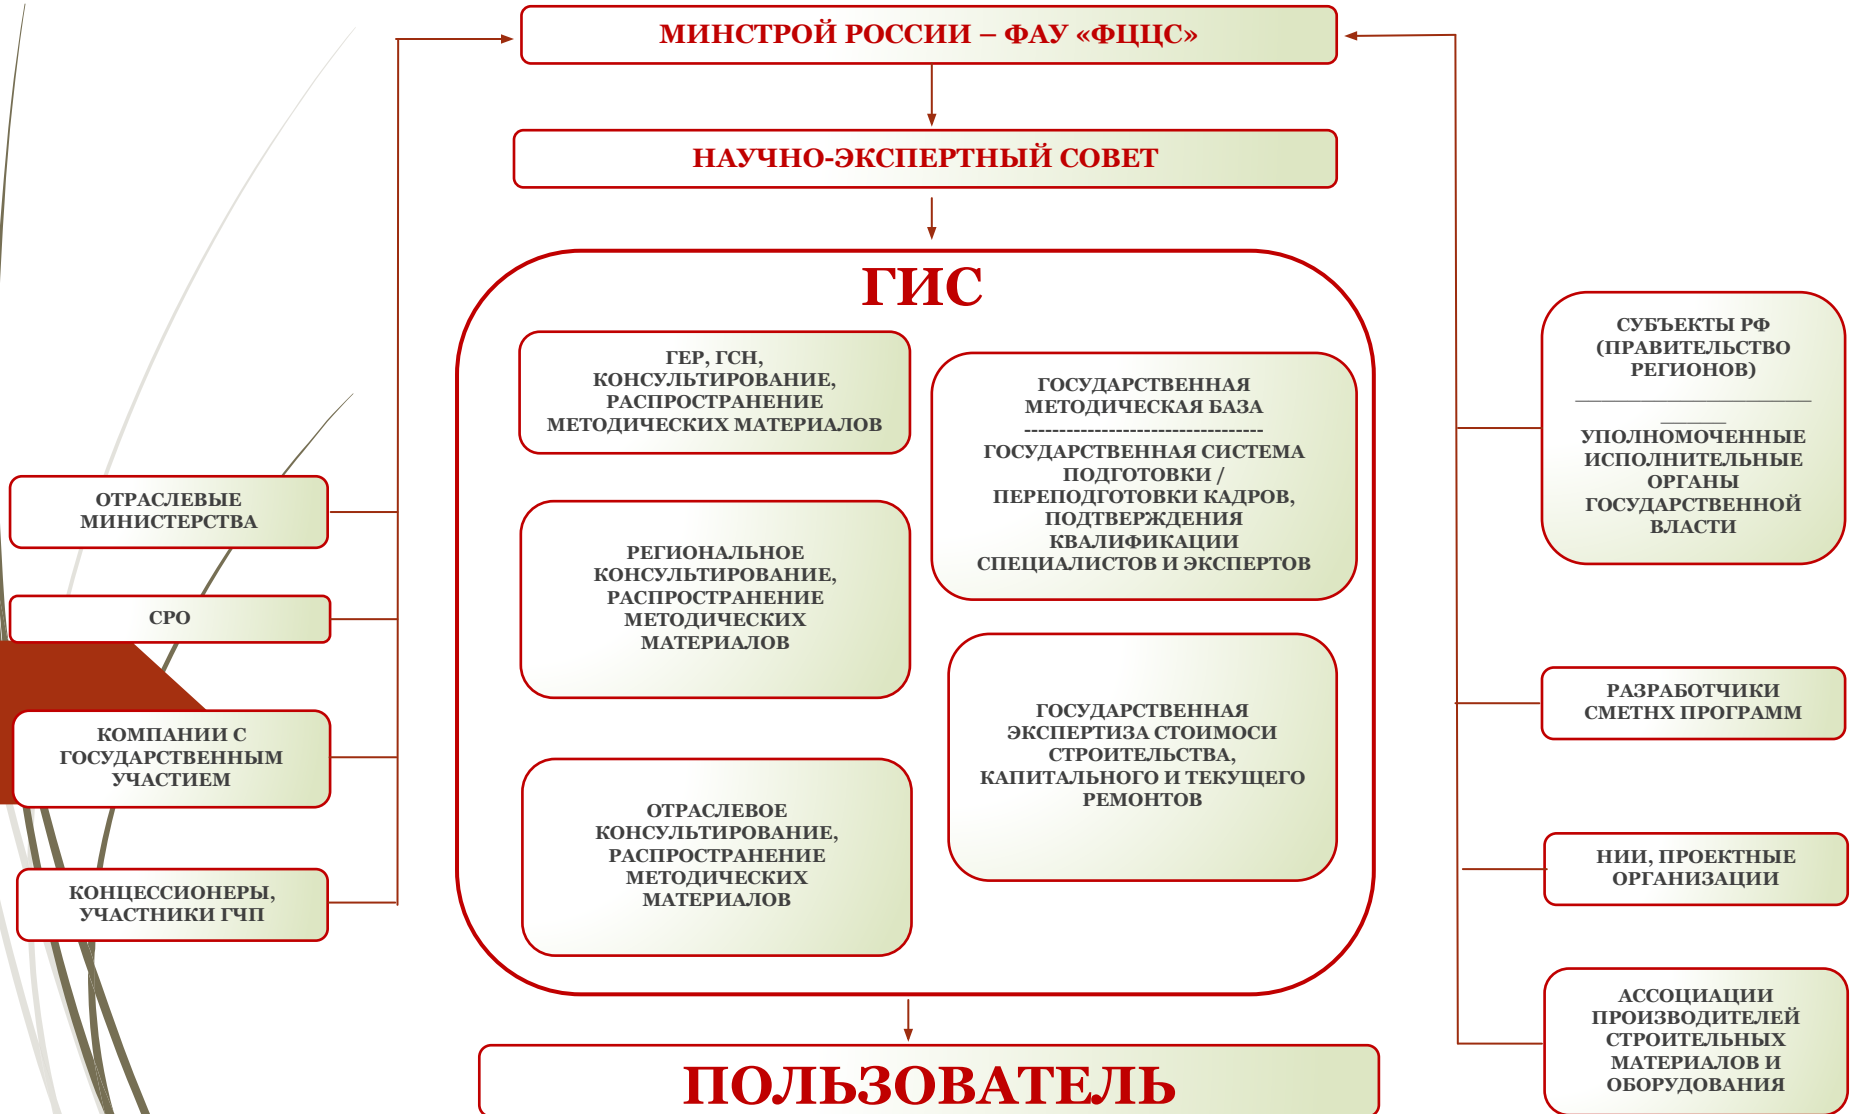 МИНСТРОЙ РОССИИ – ФАУ «ФЦЦС»
НАУЧНО-ЭКСПЕРТНЫЙ СОВЕТ
ГИС
ГЕР, ГСН,
КОНСУЛЬТИРОВАНИЕ,
РАСПРОСТРАНЕНИЕ
МЕТОДИЧЕСКИХ МАТЕРИАЛОВ
РЕГИОНАЛЬНОЕ
КОНСУЛЬТИРОВАНИЕ,
РАСПРОСТРАНЕНИЕ
МЕТОДИЧЕСКИХ
МАТЕРИАЛОВ
ОТРАСЛЕВОЕ
КОНСУЛЬТИРОВАНИЕ,
РАСПРОСТРАНЕНИЕ
МЕТОДИЧЕСКИХ
МАТЕРИАЛОВ
ГОСУДАРСТВЕННАЯ
МЕТОДИЧЕСКАЯ БАЗА
----------------------------------
ГОСУДАРСТВЕННАЯ СИСТЕМА
ПОДГОТОВКИ /
ПЕРЕПОДГОТОВКИ КАДРОВ,
ПОДТВЕРЖДЕНИЯ
КВАЛИФИКАЦИИ
СПЕЦИАЛИСТОВ И ЭКСПЕРТОВ
ГОСУДАРСТВЕННАЯ
ЭКСПЕРТИЗА СТОИМОСИ
СТРОИТЕЛЬСТВА,
КАПИТАЛЬНОГО И ТЕКУЩЕГО
РЕМОНТОВ
ОТРАСЛЕВЫЕ
МИНИСТЕРСТВА
СРО
КОМПАНИИ С
ГОСУДАРСТВЕННЫМ
УЧАСТИЕМ
КОНЦЕССИОНЕРЫ,
УЧАСТНИКИ ГЧП
СУБЪЕКТЫ РФ
(ПРАВИТЕЛЬСТВО
РЕГИОНОВ)
УПОЛНОМОЧЕННЫЕ
ИСПОЛНИТЕЛЬНЫЕ
ОРГАНЫ
ГОСУДАРСТВЕННОЙ
ВЛАСТИ
РАЗРАБОТЧИКИ
СМЕТНХ ПРОГРАММ
НИИ, ПРОЕКТНЫЕ
ОРГАНИЗАЦИИ
АССОЦИАЦИИ
ПРОИЗВОДИТЕЛЕЙ
СТРОИТЕЛЬНЫХ
МАТЕРИАЛОВ И
ОБОРУДОВАНИЯ
ПОЛЬЗОВАТЕЛЬ